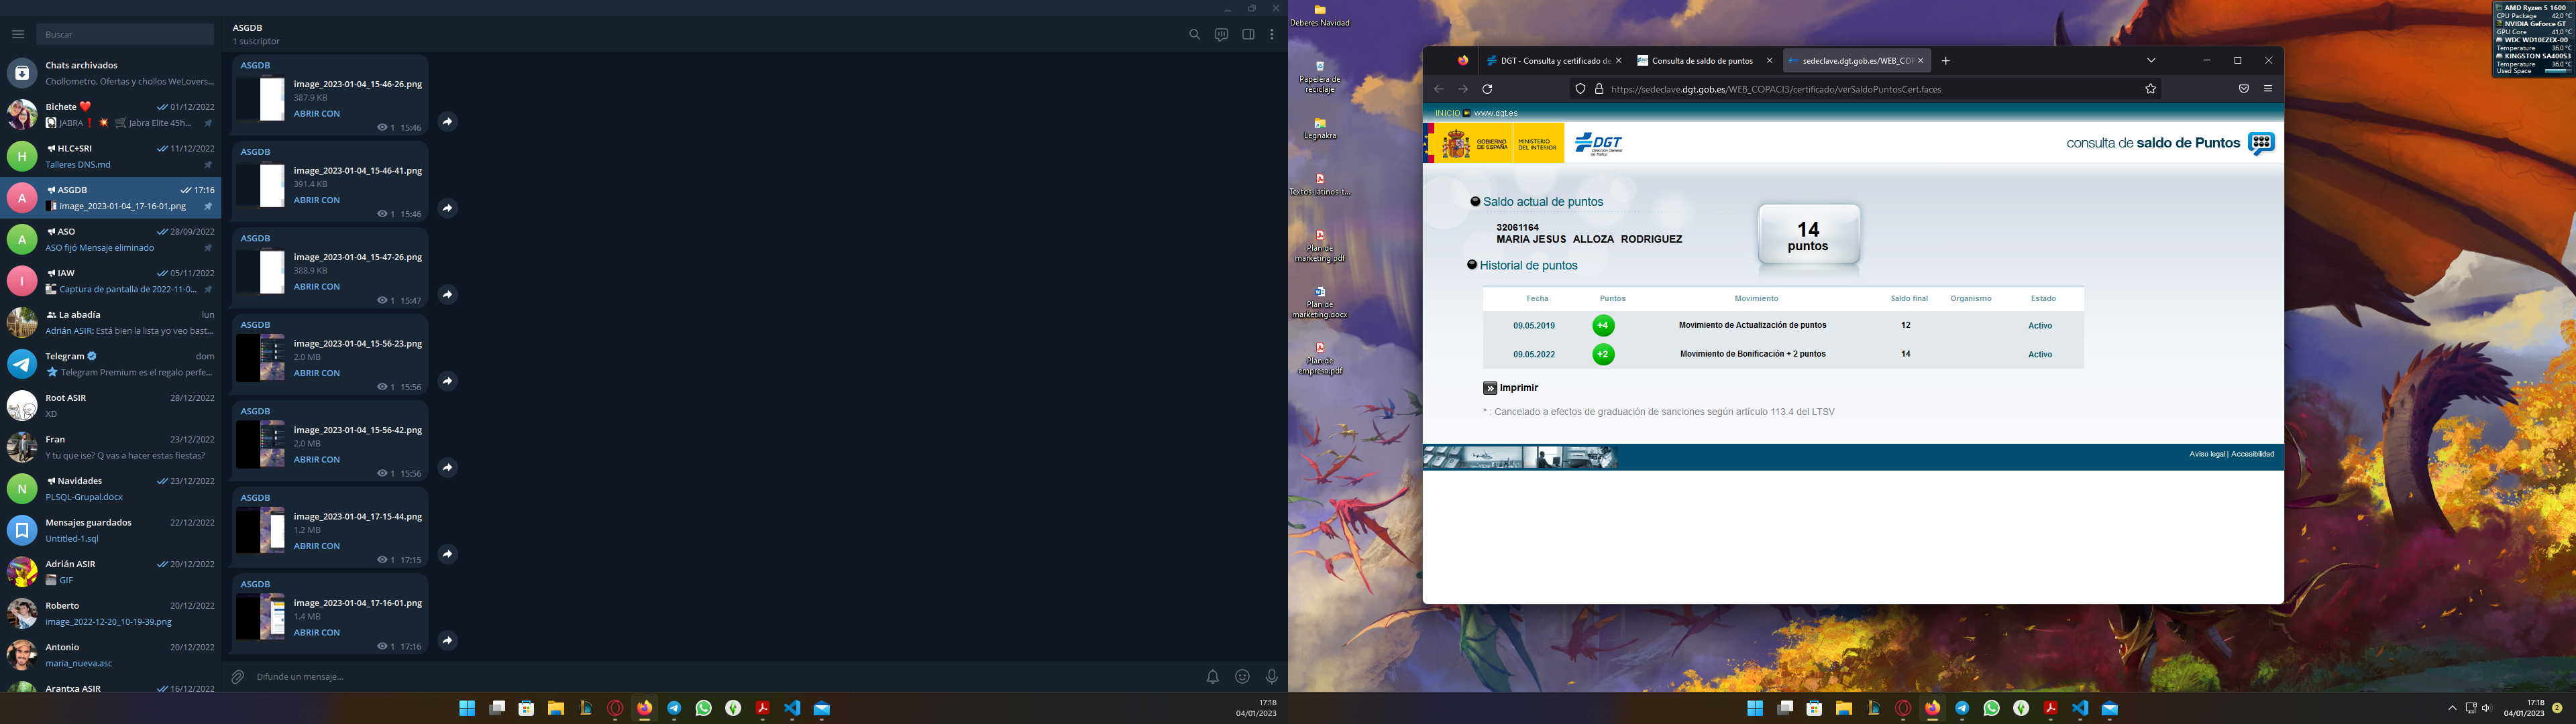 Buscar
Chats archivados
Chollometro, Ofertas y chollos WeLovers...
Bichete ❤️ 01/12/2022
JABRA❗ 💥 🛒 Jabra Elite 45h...
HLC+SRI 11/12/2022
Talleres DNS.md
ASGDB 17:16
image_2023-01-04_17-16-01.png
ASO 28/09/2022
ASO fijó Mensaje eliminado
IAW 05/11/2022
Captura de pantalla de 2022-11-0...
La abadía lun
Adrián ASIR: Está bien la lista yo veo bast...
Telegram dom
Telegram Premium es el regalo perfe...
Root ASIR 28/12/2022
XD
Fran 23/12/2022
Y tu que ise? Q vas a hacer estas fiestas?
Navidades 23/12/2022
PLSQL-Grupal.docx
Mensajes guardados 22/12/2022
Untitled-1.sql
Adrián ASIR 20/12/2022
GIF
Roberto 20/12/2022
image_2022-12-20_10-19-39.png
Antonio 20/12/2022
maria_nueva.asc
Arantxa ASIR 16/12/2022
ASGDB
1 suscriptor
ASGDB
image_2023-01-04_15-46-26.png
387.9 KB
ABRIR CON
1 15:46
ASGDB
image_2023-01-04_15-46-41.png
391.4 KB
ABRIR CON
1 15:46
ASGDB
image_2023-01-04_15-47-26.png
388.9 KB
ABRIR CON
1 15:47
ASGDB
image_2023-01-04_15-56-23.png
2.0 MB
ABRIR CON
1 15:56
ASGDB
image_2023-01-04_15-56-42.png
2.0 MB
ABRIR CON
1 15:56
ASGDB
image_2023-01-04_17-15-44.png
1.2 MB
ABRIR CON
1 17:15
ASGDB
image_2023-01-04_17-16-01.png
1.4 MB
ABRIR CON
1 17:16
Difunde un mensaje...
17:18
04/01/2023
Deberes Navidad
Papelera de
reciclaje
Legnakra
Textos-latinos-t...
Plan de
marketing.pdf
Plan de
marketing.docx
Plan de
empresa.pdf
DGT - Consulta y certificado de
Consulta de saldo de puntos
sedeclave.dgt.gob.es/WEB_COP
https://sedeclave.dgt.gob.es/WEB_COPACI3/certificado/verSaldoPuntosCert.faces
INICIO www.dgt.es
GOBIERNO
DE ESPAÑA
MINISTERIO
DEL INTERIOR
DGT
Dirección General
de Tráfico
consulta de saldo de Puntos
Saldo actual de puntos
32061164
MARIA JESUS ALLOZA RODRIGUEZ
14
puntos
Historial de puntos
Fecha Puntos Movimiento Saldo final Organismo Estado
09.05.2019 +4 Movimiento de Actualización de puntos 12 Activo
09.05.2022 +2 Movimiento de Bonificación + 2 puntos 14 Activo
Imprimir
* : Cancelado a efectos de graduación de sanciones según artículo 113.4 del LTSV
Aviso legal | Accesibilidad
AMD Ryzen 5 1600
CPU Package 42,0 °C
NVIDIA GeForce GT
GPU Core 41,0 °C
WDC WD10EZEX-00
Temperature 36,0 °C
KINGSTON SA400S3
Temperature 36,0 °C
Used Space
17:18
04/01/2023
2